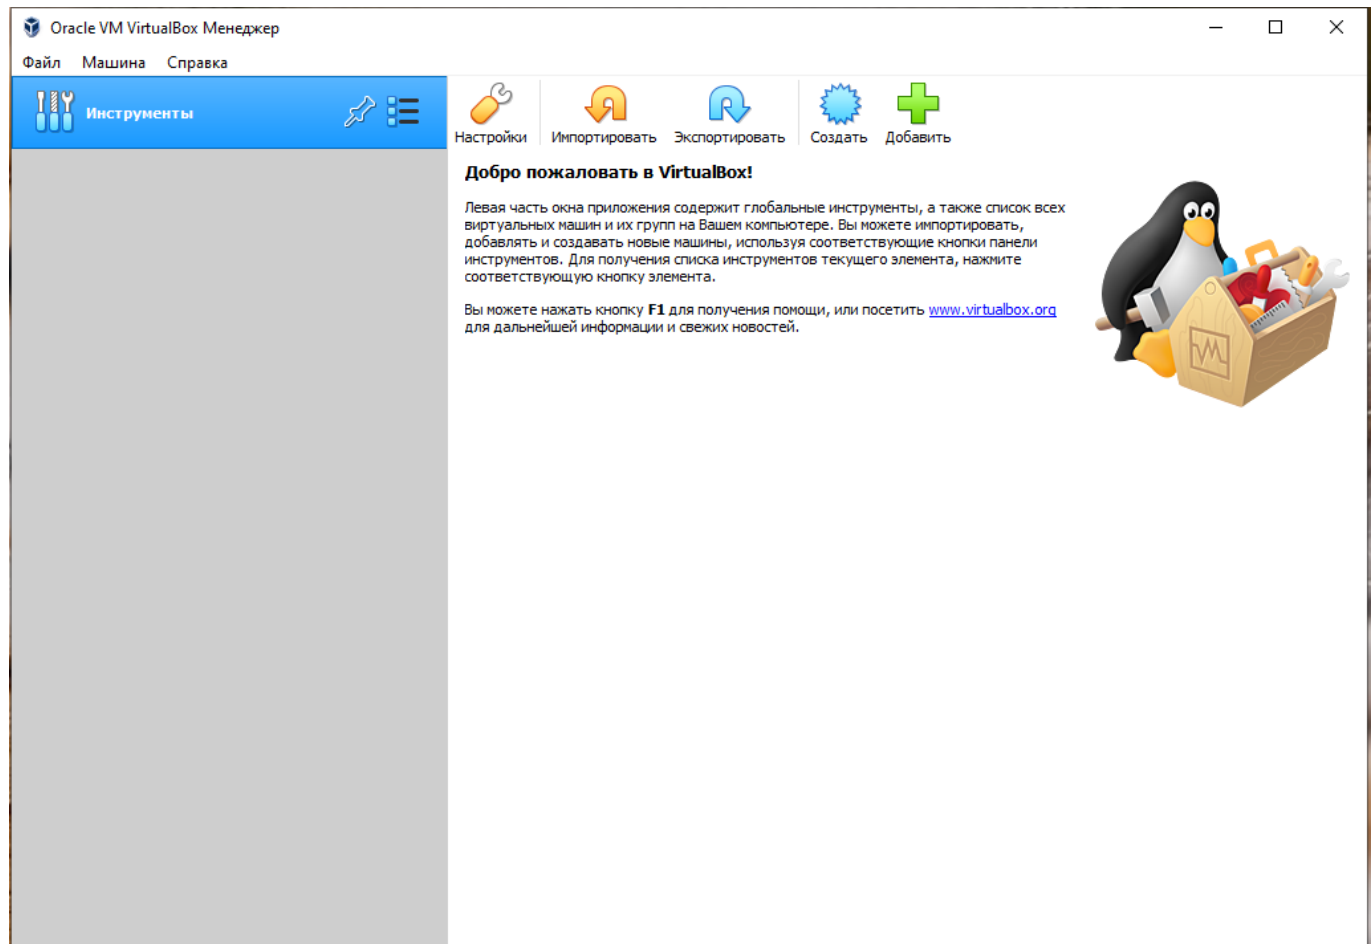 Oracle VM VirtualBox Менеджер
Файл Машина Справка
Инструменты
Настройки Импортировать Экспортировать Создать Добавить
Добро пожаловать в VirtualBox!
Левая часть окна приложения содержит глобальные инструменты, а также список всех
виртуальных машин и их групп на Вашем компьютере. Вы можете импортировать,
добавлять и создавать новые машины, используя соответствующие кнопки панели
инструментов. Для получения списка инструментов текущего элемента, нажмите
соответствующую кнопку элемента.
Вы можете нажать кнопку F1 для получения помощи, или посетить www.virtualbox.org
для дальнейшей информации и свежих новостей.